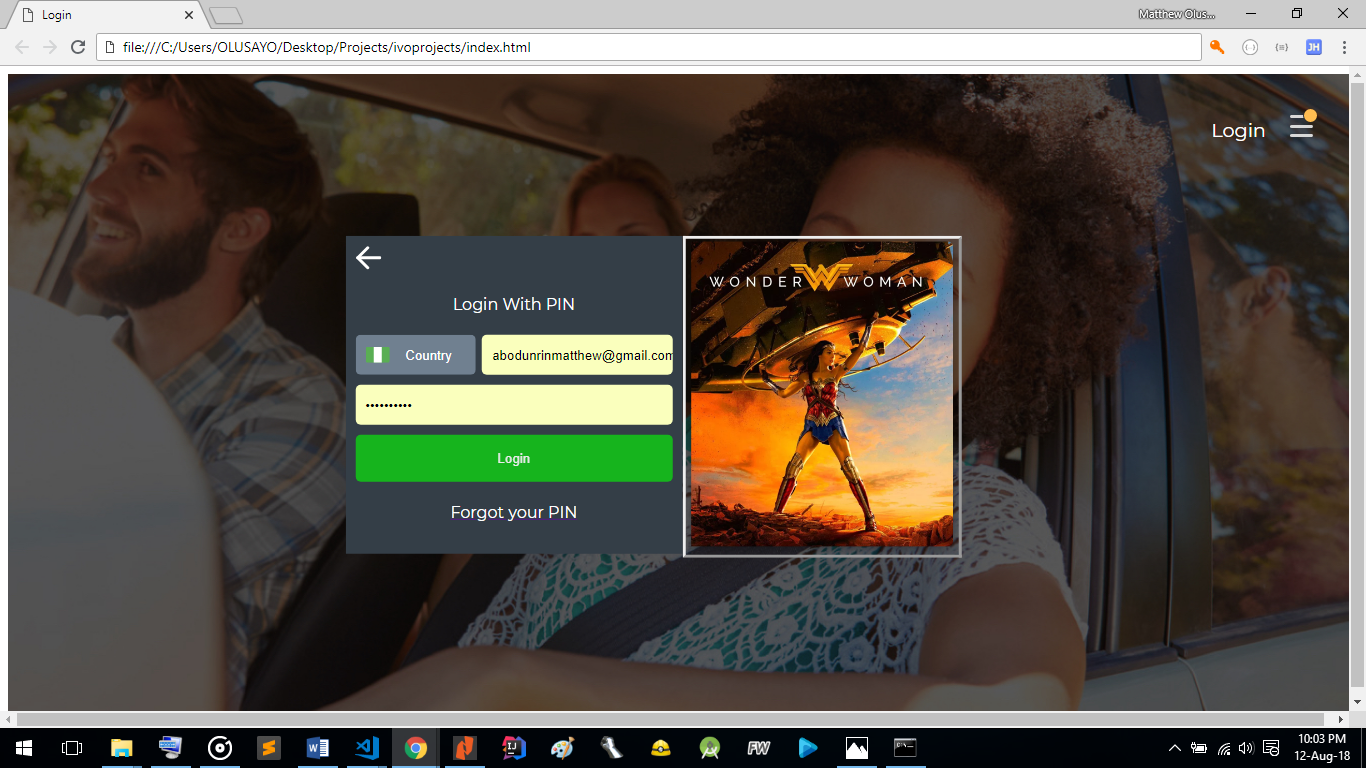 Login
Matthew Olus...
file:///C:/Users/OLUSAYO/Desktop/Projects/ivoprojects/index.html
JH
Login
WONDER WOMAN
Login With PIN
Country
abodunrinmatthew@gmail.com
••••••••••
Login
Forgot your PIN
FW
10:03 PM
12-Aug-18